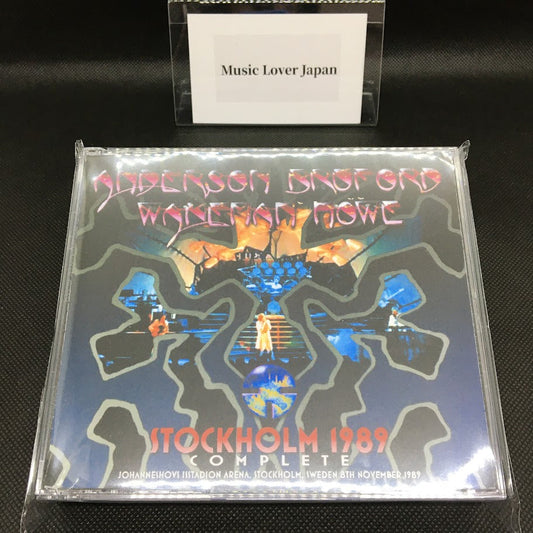 Music Lover Japan
ANDERSON BRUFORD
WAKEMAN HOWE
STOCKHOLM 1989
COMPLETE
JOHANNESHOVS ISSTADION ARENA, STOCKHOLM, SWEDEN 8TH NOVEMBER 1989